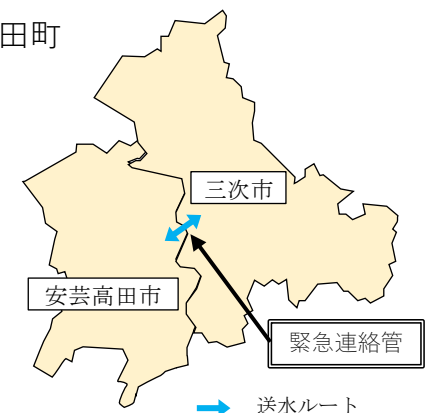 田町
三次市
安芸高田市
緊急連絡管
送水ルート